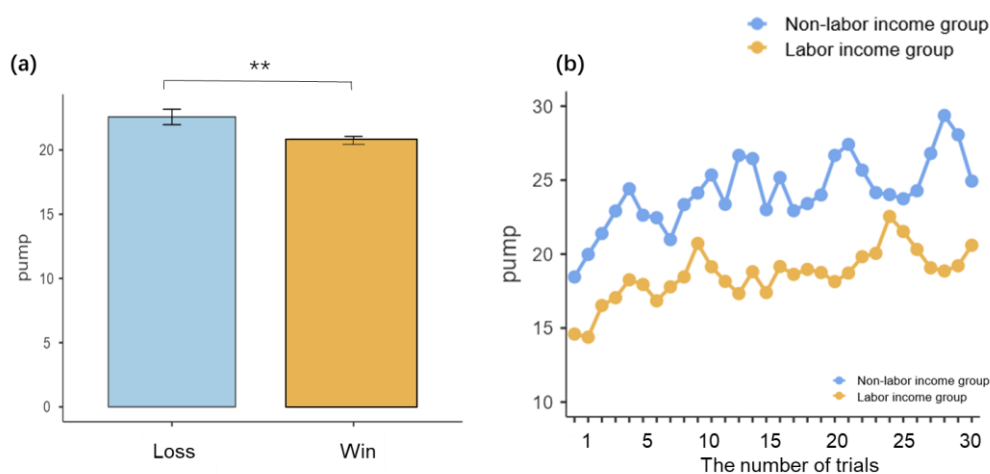 (a)
**
20
15
10
5
0
pump
Loss
Win
Non-labor income group
Labor income group
(b)
30
25
20
15
10
pump
Non-labor income group
Labor income group
1 5 10 15 20 25 30
The number of trials